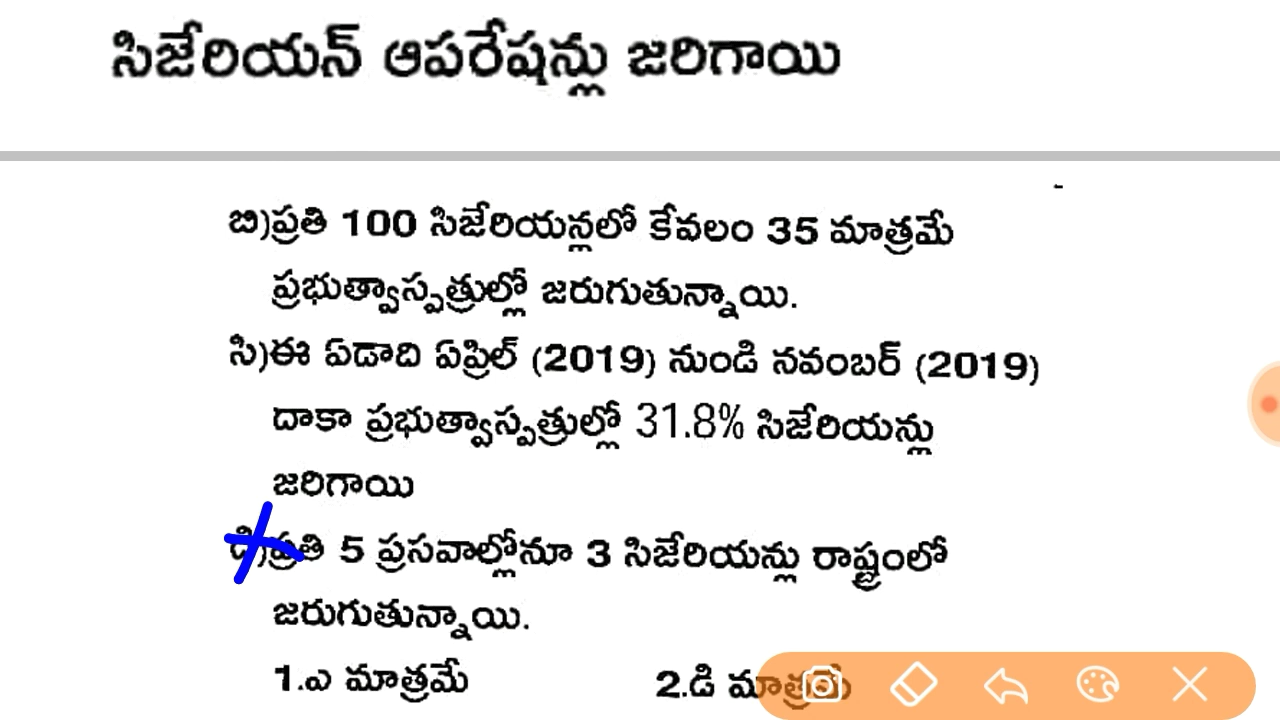 సిజేరియన్ ఆపరేషన్లు జరిగాయి
బి)ప్రతి 100 సిజేరియన్లలో కేవలం 35 మాత్రమే
ప్రభుత్వాస్పత్రుల్లో జరుగుతున్నాయి.
సి)ఈ ఏడాది ఏప్రిల్ (2019) నుండి నవంబర్ (2019)
దాకా ప్రభుత్వాస్పత్రుల్లో 31.8% సిజేరియన్లు
జరిగాయి
డి)ప్రతి 5 ప్రసవాల్లోనూ 3 సిజేరియన్లు రాష్ట్రంలో
జరుగుతున్నాయి.
1.ఎ మాత్రమే 2.డి మాత్రమే